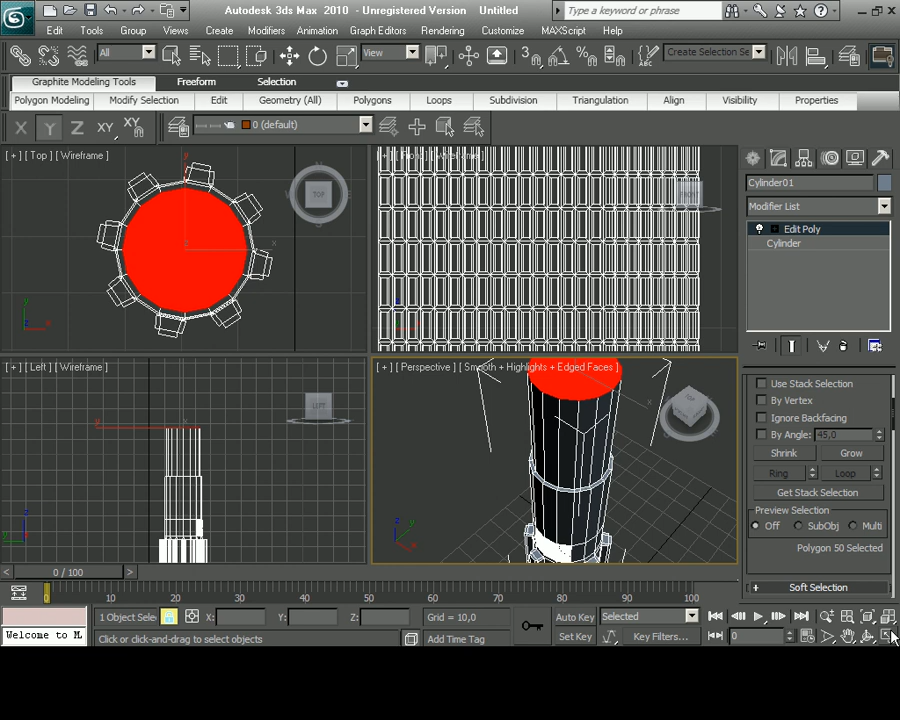 Autodesk 3ds Max 2010 - Unregistered Version Untitled
Type a keyword or phrase
Edit Tools Group Views Create Modifiers Animation Graph Editors Rendering Customize MAXScript Help
All View 3 Create Selection Se
Graphite Modeling Tools Freeform Selection
Polygon Modeling Modify Selection Edit Geometry (All) Polygons Loops Subdivision Triangulation Align Visibility Properties
X Y Z XY XY 0 (default)
[ + ] [ Top ] [ Wireframe ]
TOP
y
x
z
y
x
[ + ] [ Front ] [ Wireframe ]
FRONT
z
x
Cylinder01
Modifier List
Edit Poly
Cylinder
[ + ] [ Left ] [ Wireframe ]
LEFT
y
x
z
y
[ + ] [ Perspective ] [ Smooth + Highlights + Edged Faces ]
x
z
y
x
Use Stack Selection
By Vertex
Ignore Backfacing
By Angle: 45,0
Shrink Grow
Ring Loop
Get Stack Selection
Preview Selection
Off SubObj Multi
Polygon 50 Selected
+ Soft Selection
< 0 / 100 >
0 10 20 30 40 50 60 70 80 90 100
1 Object Sele X: Y: Z: Grid = 10,0 Auto Key Selected
Welcome to M Click or click-and-drag to select objects Add Time Tag Set Key Key Filters... 0